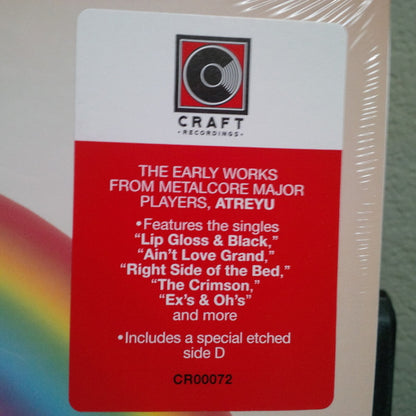 CRAFT
•RECORDINGS•
THE EARLY WORKS
FROM METALCORE MAJOR
PLAYERS, ATREYU
•Features the singles
“Lip Gloss & Black,”
“Ain’t Love Grand,”
“Right Side of the Bed,”
“The Crimson,”
“Ex’s & Oh’s”
and more
•Includes a special etched
side D
CR00072